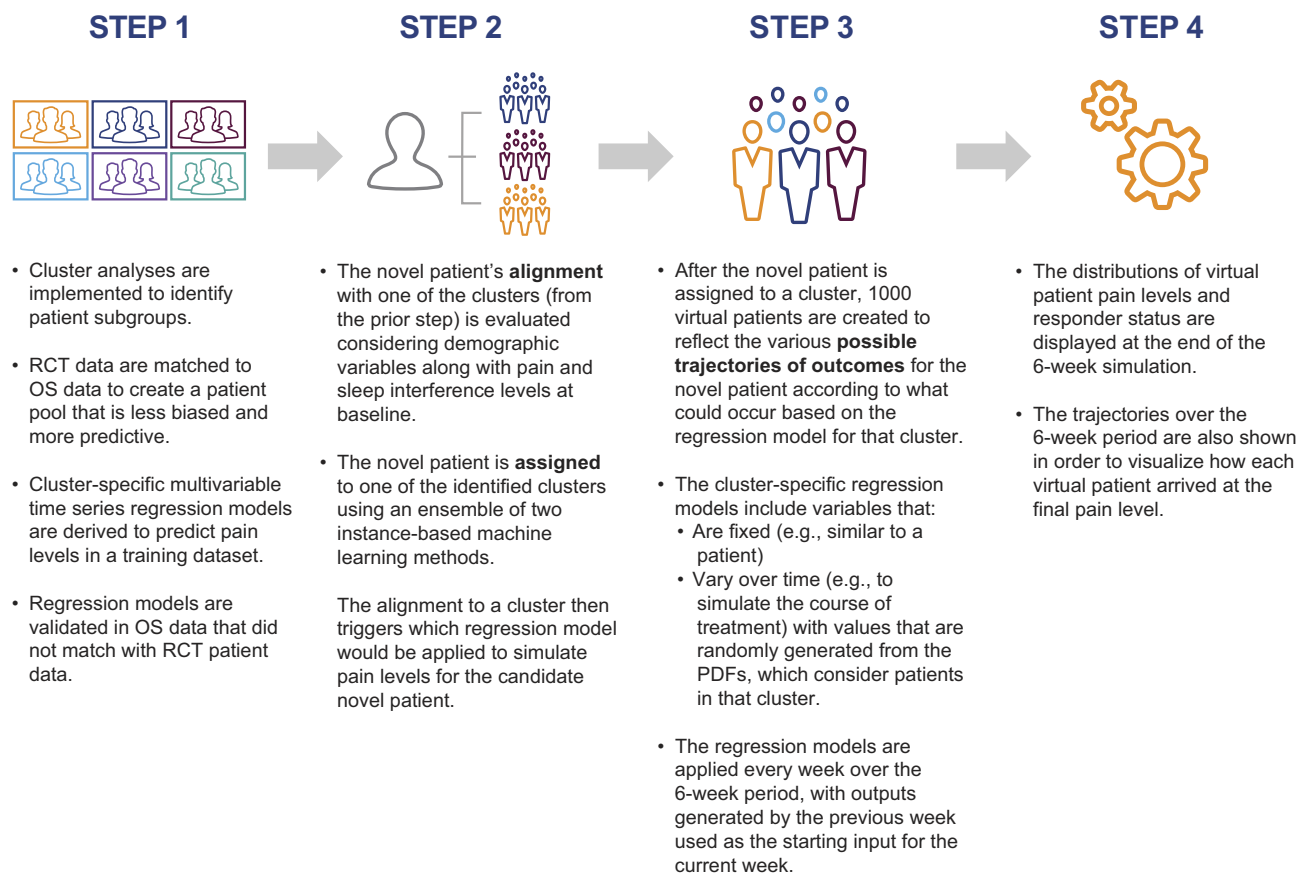 STEP 1
• Cluster analyses are
implemented to identify
patient subgroups.
• RCT data are matched to
OS data to create a patient
pool that is less biased and
more predictive.
• Cluster-specific multivariable
time series regression models
are derived to predict pain
levels in a training dataset.
• Regression models are
validated in OS data that did
not match with RCT patient
data.
STEP 2
• The novel patient’s alignment
with one of the clusters (from
the prior step) is evaluated
considering demographic
variables along with pain and
sleep interference levels at
baseline.
• The novel patient is assigned
to one of the identified clusters
using an ensemble of two
instance-based machine
learning methods.
The alignment to a cluster then
triggers which regression model
would be applied to simulate
pain levels for the candidate
novel patient.
STEP 3
• After the novel patient is
assigned to a cluster, 1000
virtual patients are created to
reflect the various possible
trajectories of outcomes for the
novel patient according to what
could occur based on the
regression model for that cluster.
• The cluster-specific regression
models include variables that:
• Are fixed (e.g., similar to a
patient)
• Vary over time (e.g., to
simulate the course of
treatment) with values that are
randomly generated from the
PDFs, which consider patients
in that cluster.
• The regression models are
applied every week over the
6-week period, with outputs
generated by the previous week
used as the starting input for the
current week.
STEP 4
• The distributions of virtual
patient pain levels and
responder status are
displayed at the end of the
6-week simulation.
• The trajectories over the
6-week period are also shown
in order to visualize how each
virtual patient arrived at the
final pain level.